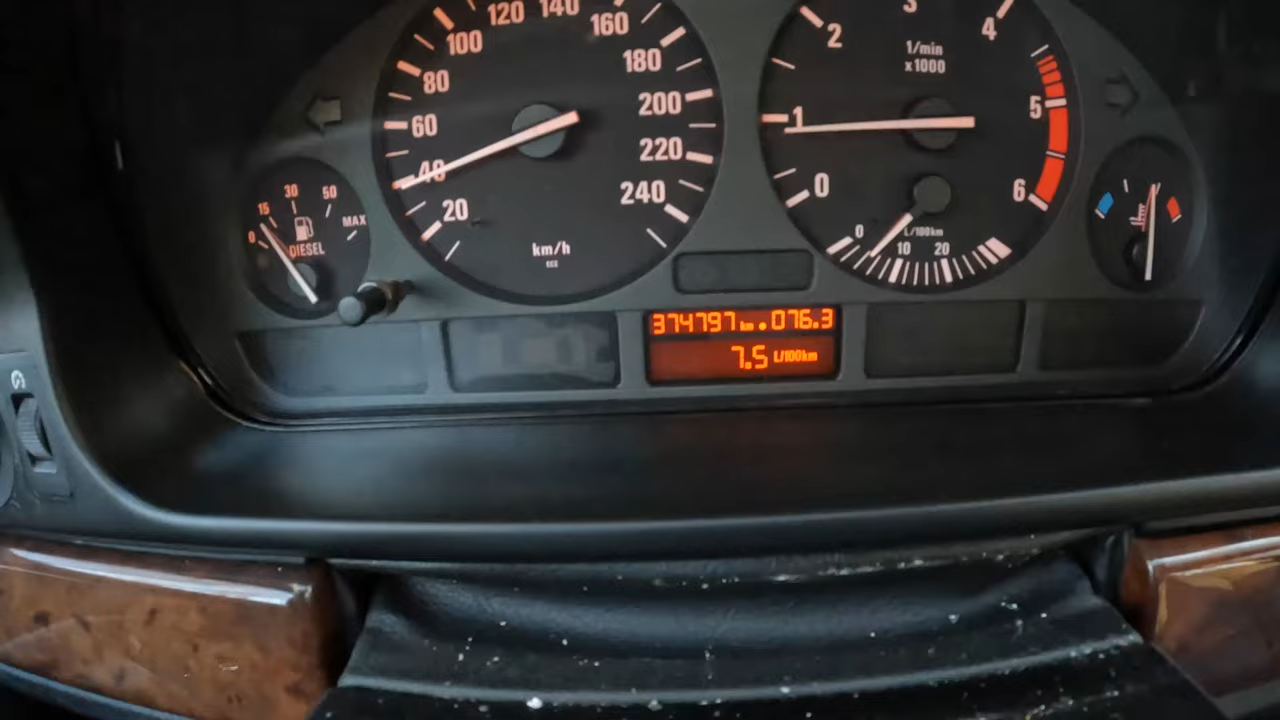 120 140
100 160
80 180
60 200
40 220
20 240
km/h
ECE
0 15 30 50 MAX
DIESEL
0 1 2 3 4 5 6
1/min
x1000
0 10 20
L/100km
374797 km 076.3
7.5 L/100km